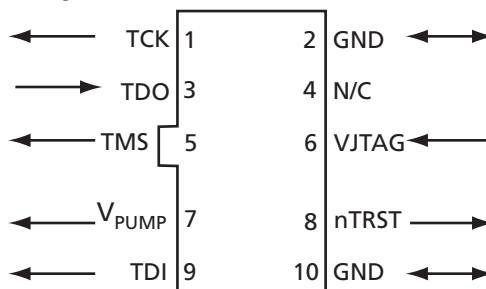 TCK 1 2 GND
TDO 3 4 N/C
TMS 5 6 VJTAG
VPUMP 7 8 nTRST
TDI 9 10 GND